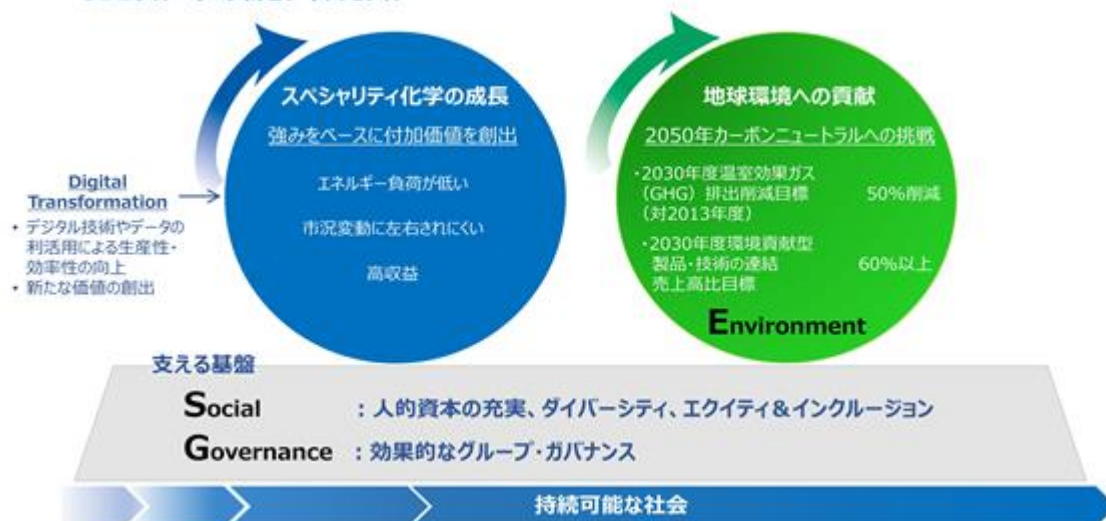 スペシャリティ化学の成長
強みをベースに付加価値を創出
エネルギー負荷が低い
市況変動に左右されにくい
高収益
Digital
Transformation
• デジタル技術やデータの
利活用による生産性・
効率性の向上
• 新たな価値の創出
地球環境への貢献
2050年カーボンニュートラルへの挑戦
・2030年度温室効果ガス
(GHG) 排出削減目標 50%削減
(対2013年度)
・2030年度環境貢献型
製品・技術の連結 60%以上
売上高比目標
Environment
支える基盤
Social :人的資本の充実、ダイバーシティ、エクイティ&インクルージョン
Governance :効果的なグループ・ガバナンス
持続可能な社会